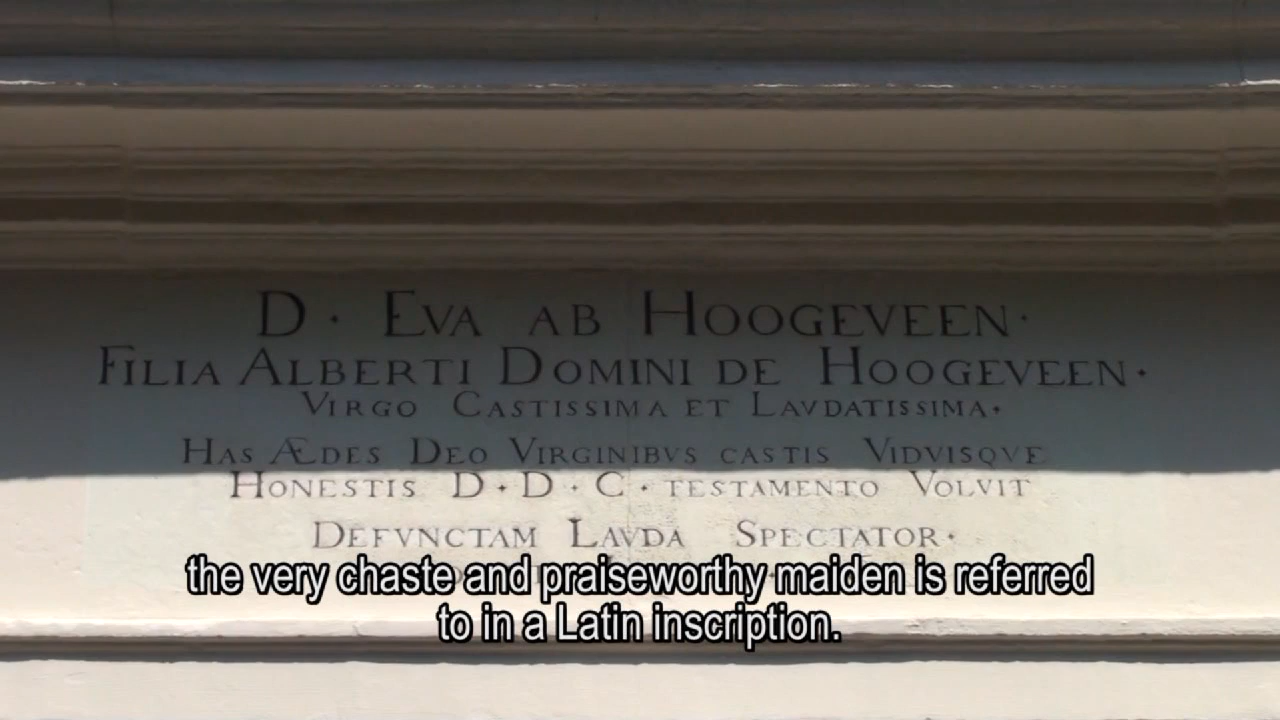 D · EVA AB HOOGEVEEN ·
FILIA ALBERTI DOMINI DE HOOGEVEEN ·
VIRGO CASTISSIMA ET LAVDATISSIMA ·
HAS ÆDES DEO VIRGINIBVS CASTIS VIDVISQVE
HONESTIS D · D · C · TESTAMENTO VOLVIT
DEFVNCTAM LAVDA SPECTATOR ·
the very chaste and praiseworthy maiden is referred
to in a Latin inscription.